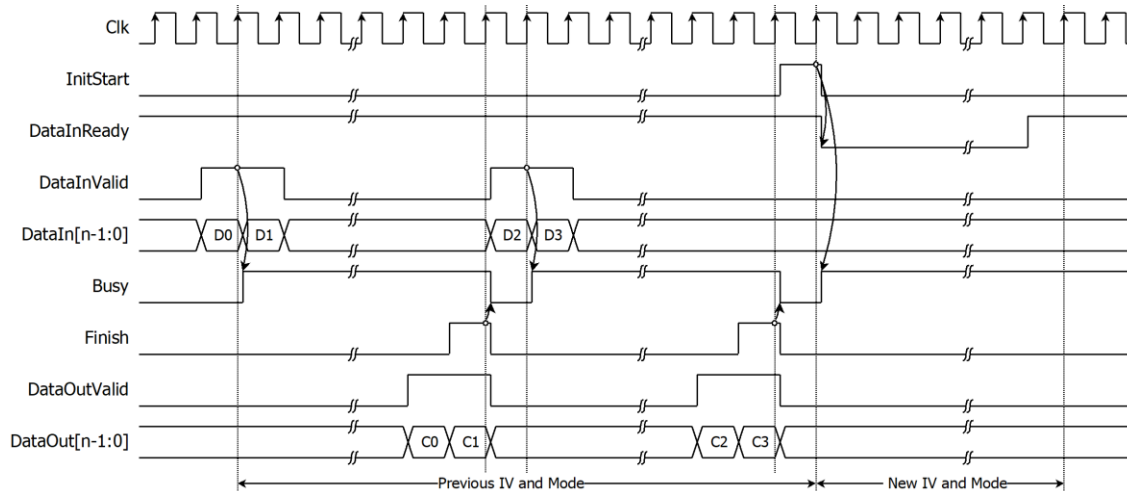 Clk
InitStart
DataInReady
DataInValid
DataIn[n-1:0]
D0 D1 D2 D3
Busy
Finish
DataOutValid
DataOut[n-1:0]
C0 C1 C2 C3
Previous IV and Mode New IV and Mode